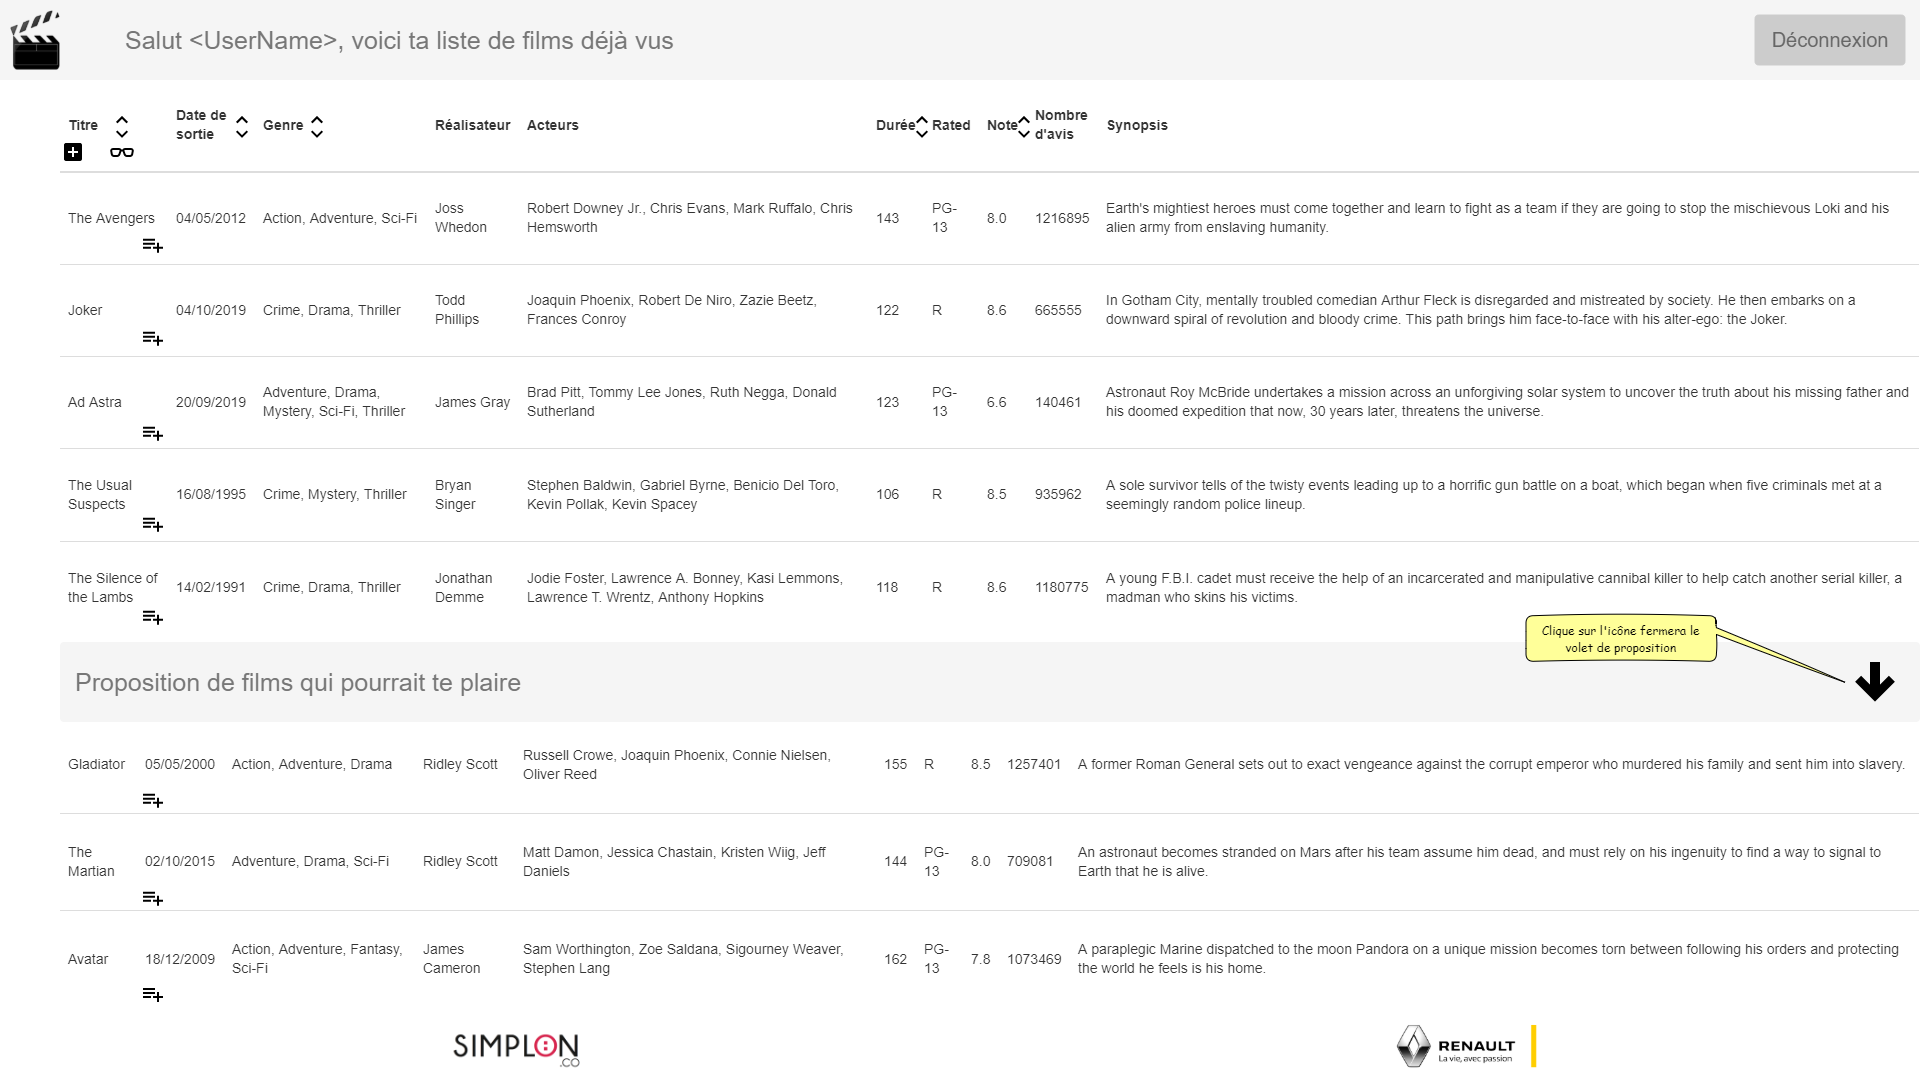 Salut <UserName>, voici ta liste de films déjà vus
Déconnexion
Titre
Date de
sortie
Genre
Réalisateur
Acteurs
Durée
Rated
Note
Nombre
d'avis
Synopsis
The Avengers
04/05/2012
Action, Adventure, Sci-Fi
Joss
Whedon
Robert Downey Jr., Chris Evans, Mark Ruffalo, Chris
Hemsworth
143
PG-
13
8.0
1216895
Earth's mightiest heroes must come together and learn to fight as a team if they are going to stop the mischievous Loki and his
alien army from enslaving humanity.
Joker
04/10/2019
Crime, Drama, Thriller
Todd
Phillips
Joaquin Phoenix, Robert De Niro, Zazie Beetz,
Frances Conroy
122
R
8.6
665555
In Gotham City, mentally troubled comedian Arthur Fleck is disregarded and mistreated by society. He then embarks on a
downward spiral of revolution and bloody crime. This path brings him face-to-face with his alter-ego: the Joker.
Ad Astra
20/09/2019
Adventure, Drama,
Mystery, Sci-Fi, Thriller
James Gray
Brad Pitt, Tommy Lee Jones, Ruth Negga, Donald
Sutherland
123
PG-
13
6.6
140461
Astronaut Roy McBride undertakes a mission across an unforgiving solar system to uncover the truth about his missing father and
his doomed expedition that now, 30 years later, threatens the universe.
The Usual
Suspects
16/08/1995
Crime, Mystery, Thriller
Bryan
Singer
Stephen Baldwin, Gabriel Byrne, Benicio Del Toro,
Kevin Pollak, Kevin Spacey
106
R
8.5
935962
A sole survivor tells of the twisty events leading up to a horrific gun battle on a boat, which began when five criminals met at a
seemingly random police lineup.
The Silence of
the Lambs
14/02/1991
Crime, Drama, Thriller
Jonathan
Demme
Jodie Foster, Lawrence A. Bonney, Kasi Lemmons,
Lawrence T. Wrentz, Anthony Hopkins
118
R
8.6
1180775
A young F.B.I. cadet must receive the help of an incarcerated and manipulative cannibal killer to help catch another serial killer, a
madman who skins his victims.
Clique sur l'icône fermera le
volet de proposition
Proposition de films qui pourrait te plaire
Gladiator
05/05/2000
Action, Adventure, Drama
Ridley Scott
Russell Crowe, Joaquin Phoenix, Connie Nielsen,
Oliver Reed
155
R
8.5
1257401
A former Roman General sets out to exact vengeance against the corrupt emperor who murdered his family and sent him into slavery.
The
Martian
02/10/2015
Adventure, Drama, Sci-Fi
Ridley Scott
Matt Damon, Jessica Chastain, Kristen Wiig, Jeff
Daniels
144
PG-
13
8.0
709081
An astronaut becomes stranded on Mars after his team assume him dead, and must rely on his ingenuity to find a way to signal to
Earth that he is alive.
Avatar
18/12/2009
Action, Adventure, Fantasy,
Sci-Fi
James
Cameron
Sam Worthington, Zoe Saldana, Sigourney Weaver,
Stephen Lang
162
PG-
13
7.8
1073469
A paraplegic Marine dispatched to the moon Pandora on a unique mission becomes torn between following his orders and protecting
the world he feels is his home.
SIMPLON
.CO
RENAULT
La vie, avec passion